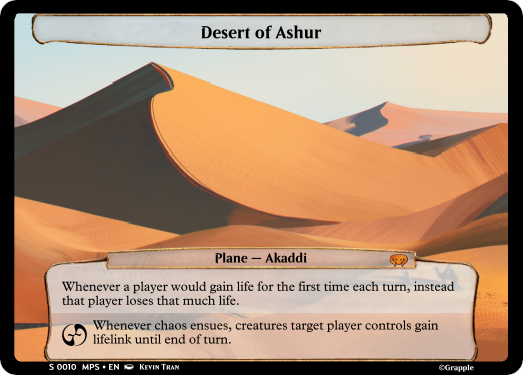 Desert of Ashur
Plane — Akaddi
Whenever a player would gain life for the first time each turn, instead
that player loses that much life.
Whenever chaos ensues, creatures target player controls gain
lifelink until end of turn.
S 0010 MPS • EN Kevin Tran
©Grapple